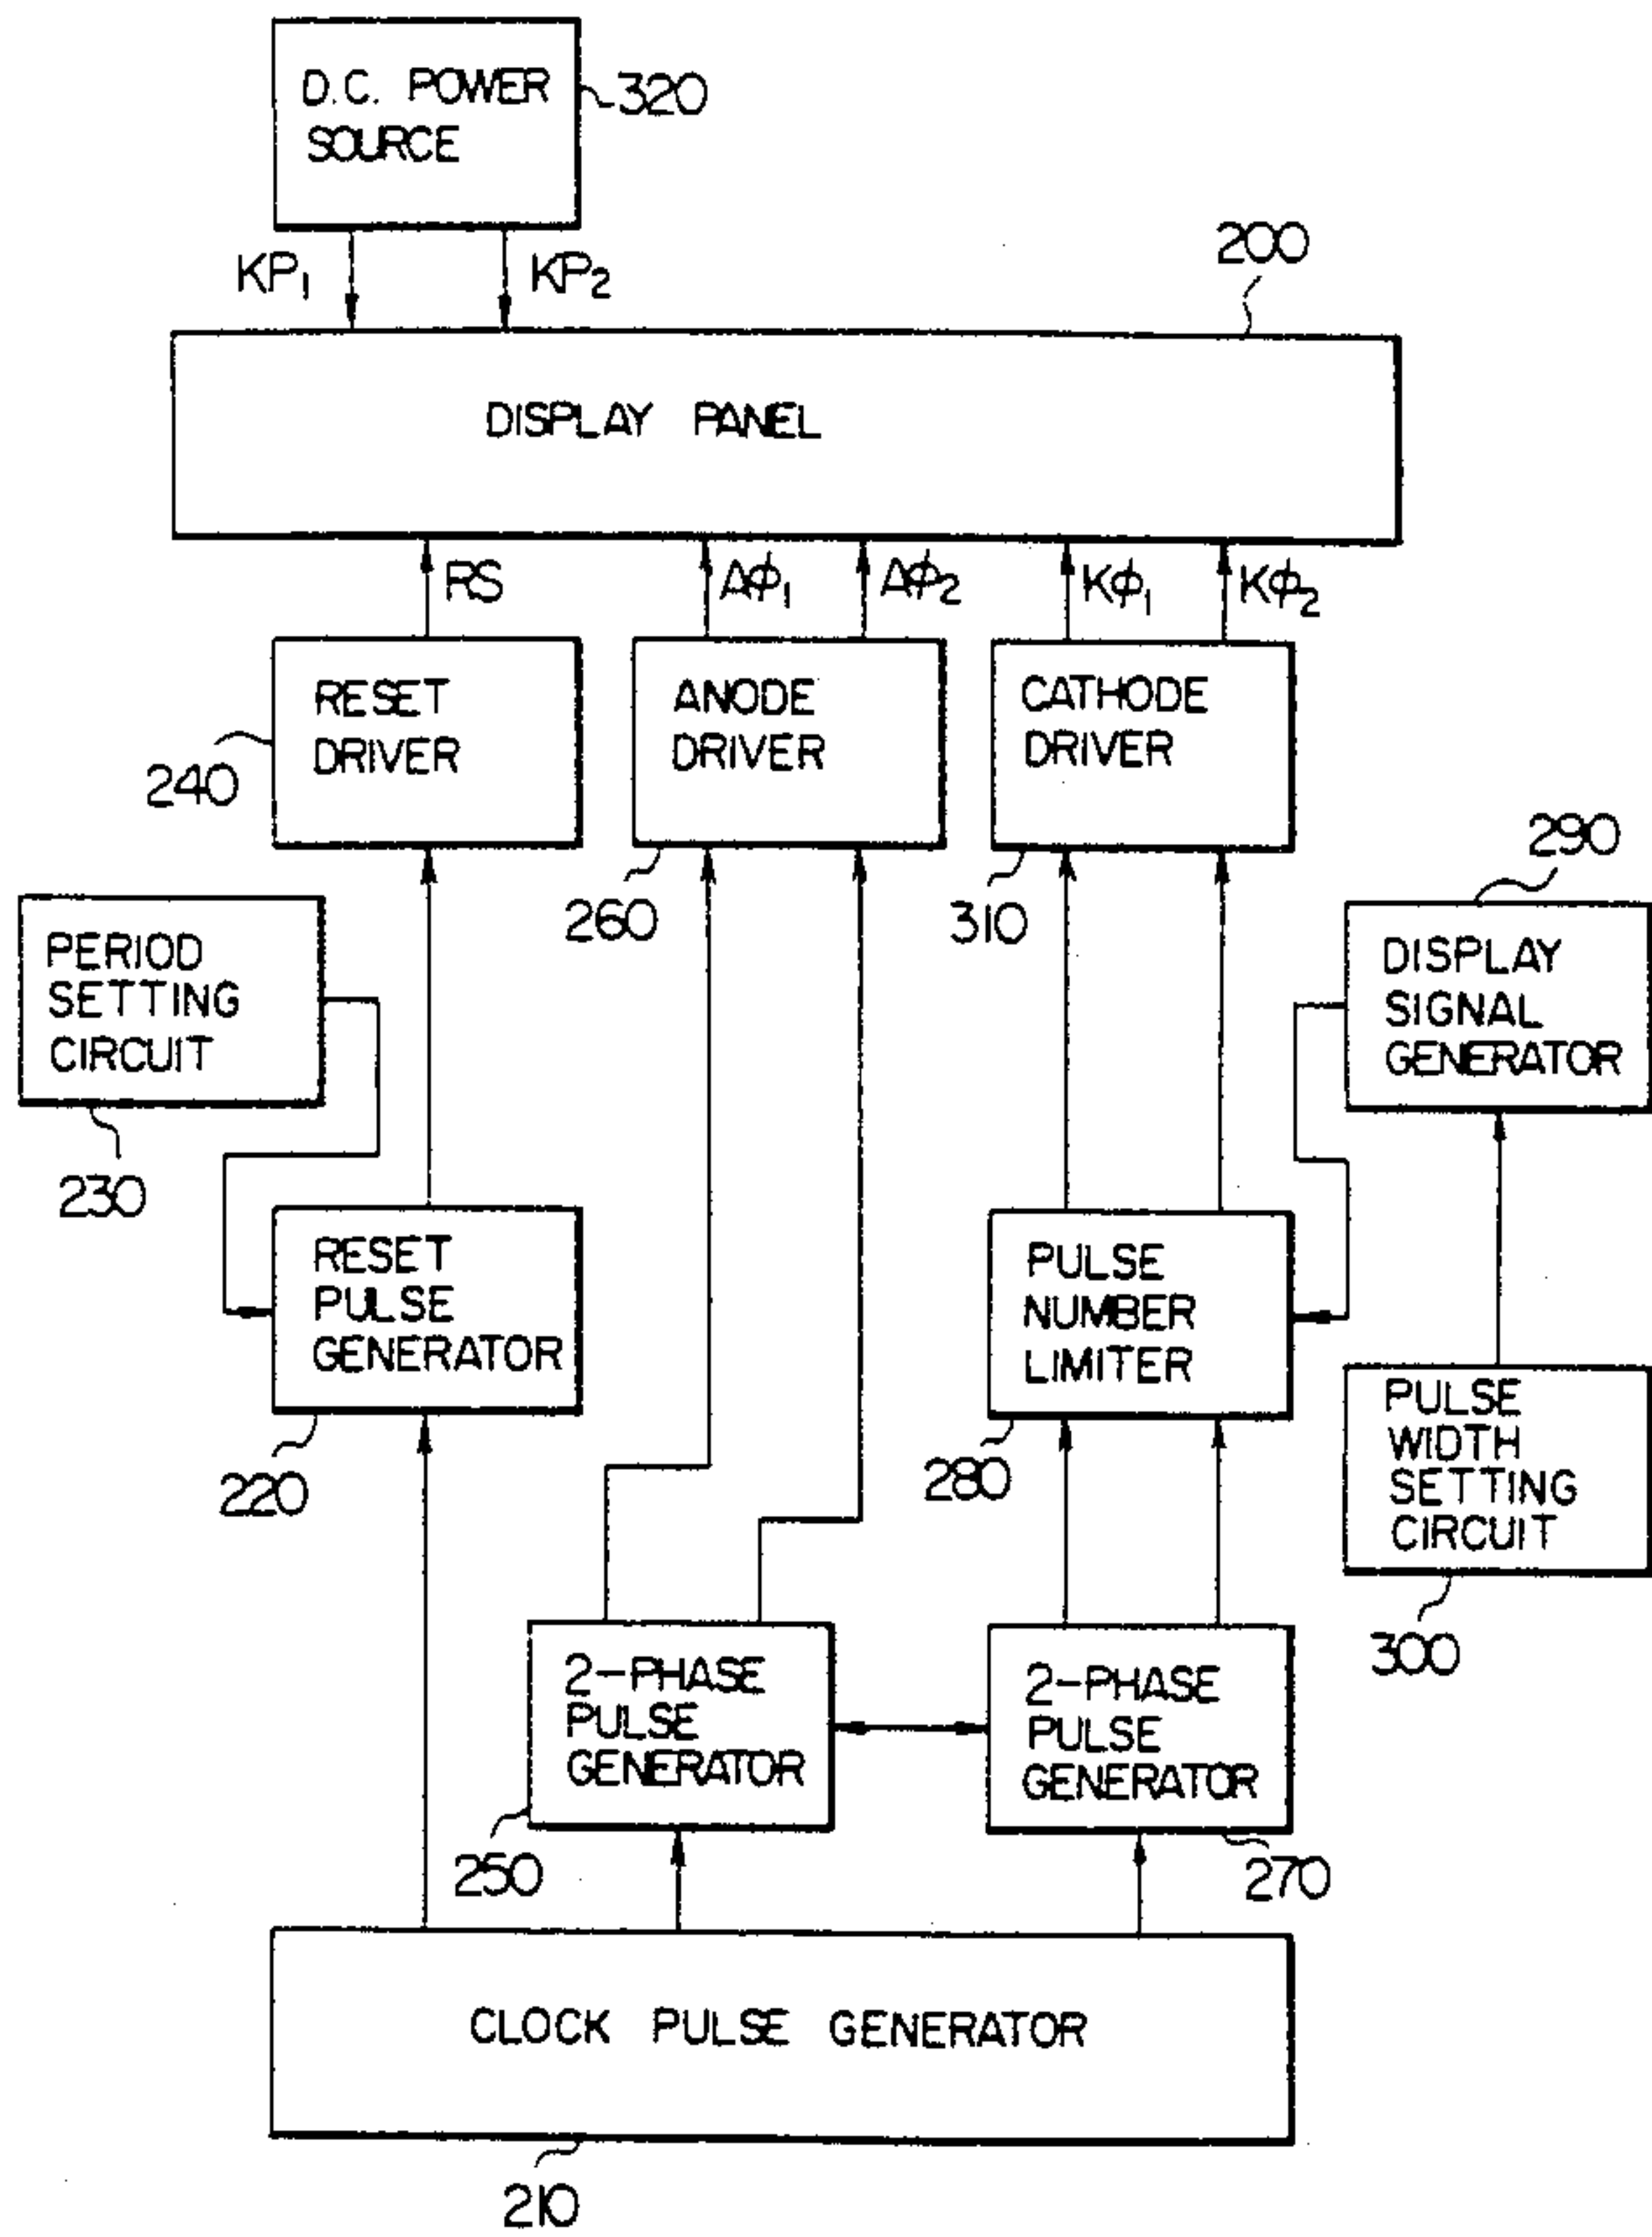 D.C. POWER
SOURCE
320
KP₁
KP₂
200
DISPLAY PANEL
RS
Aϕ₁
Aϕ₂
Kϕ₁
Kϕ₂
RESET
DRIVER
240
ANODE
DRIVER
260
CATHODE
DRIVER
310
290
PERIOD
SETTING
CIRCUIT
230
DISPLAY
SIGNAL
GENERATOR
RESET
PULSE
GENERATOR
220
PULSE
NUMBER
LIMITER
280
PULSE
WIDTH
SETTING
CIRCUIT
300
2-PHASE
PULSE
GENERATOR
250
2-PHASE
PULSE
GENERATOR
270
CLOCK PULSE GENERATOR
210